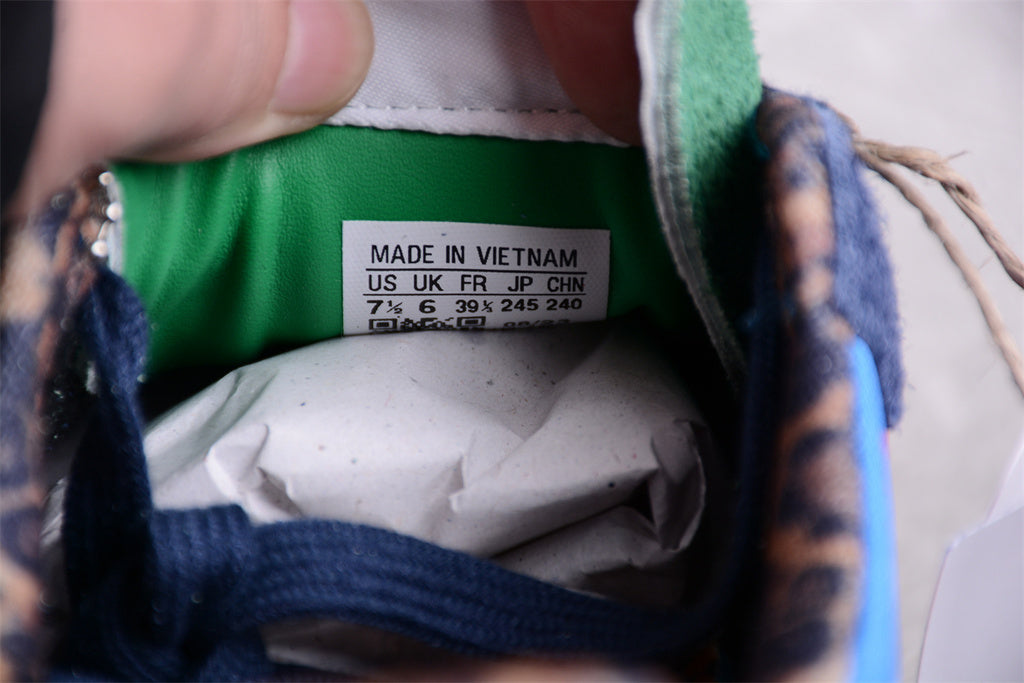 MADE IN VIETNAM
US UK FR JP CHN
7½ 6 39⅓ 245 240